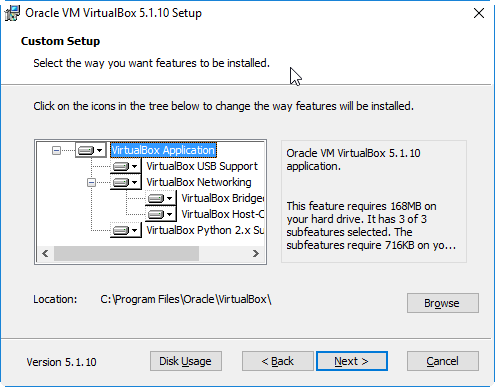 Oracle VM VirtualBox 5.1.10 Setup
Custom Setup
Select the way you want features to be installed.
Click on the icons in the tree below to change the way features will be installed.
VirtualBox Application
VirtualBox USB Support
VirtualBox Networking
VirtualBox Bridge
VirtualBox Host-
VirtualBox Python 2.x Su
Oracle VM VirtualBox 5.1.10
application.
This feature requires 168MB on
your hard drive. It has 3 of 3
subfeatures selected. The
subfeatures require 716KB on yo...
Location: C:\Program Files\Oracle\VirtualBox\
Browse
Version 5.1.10
Disk Usage
< Back
Next >
Cancel